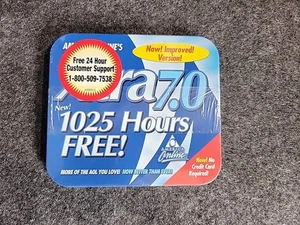 Now! Improved!
Version!
Free 24 Hour
Customer Support
1-800-509-7538
7.0
New!
1025 Hours
FREE!
AMERICA
Online
Now! No
Credit Card
Required!
MORE OF THE AOL YOU LOVE! NOW BETTER THAN EVER!